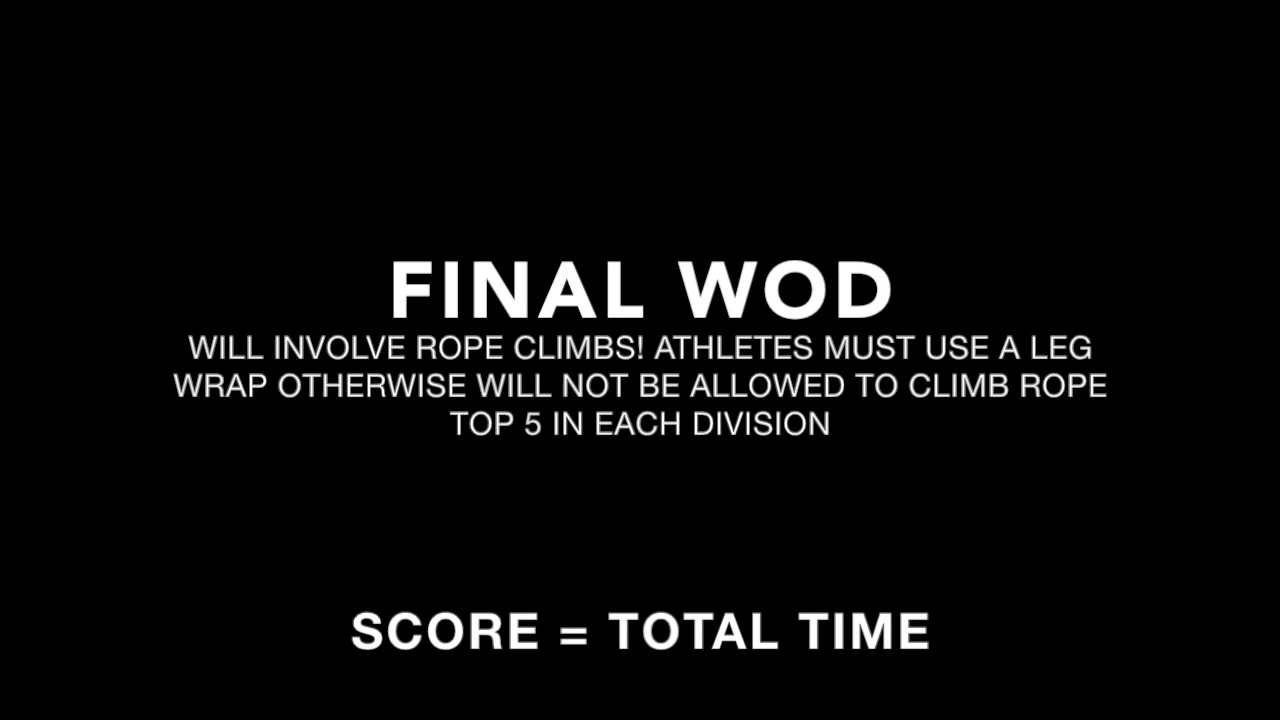 FINAL WOD
WILL INVOLVE ROPE CLIMBS! ATHLETES MUST USE A LEG
WRAP OTHERWISE WILL NOT BE ALLOWED TO CLIMB ROPE
TOP 5 IN EACH DIVISION
SCORE = TOTAL TIME